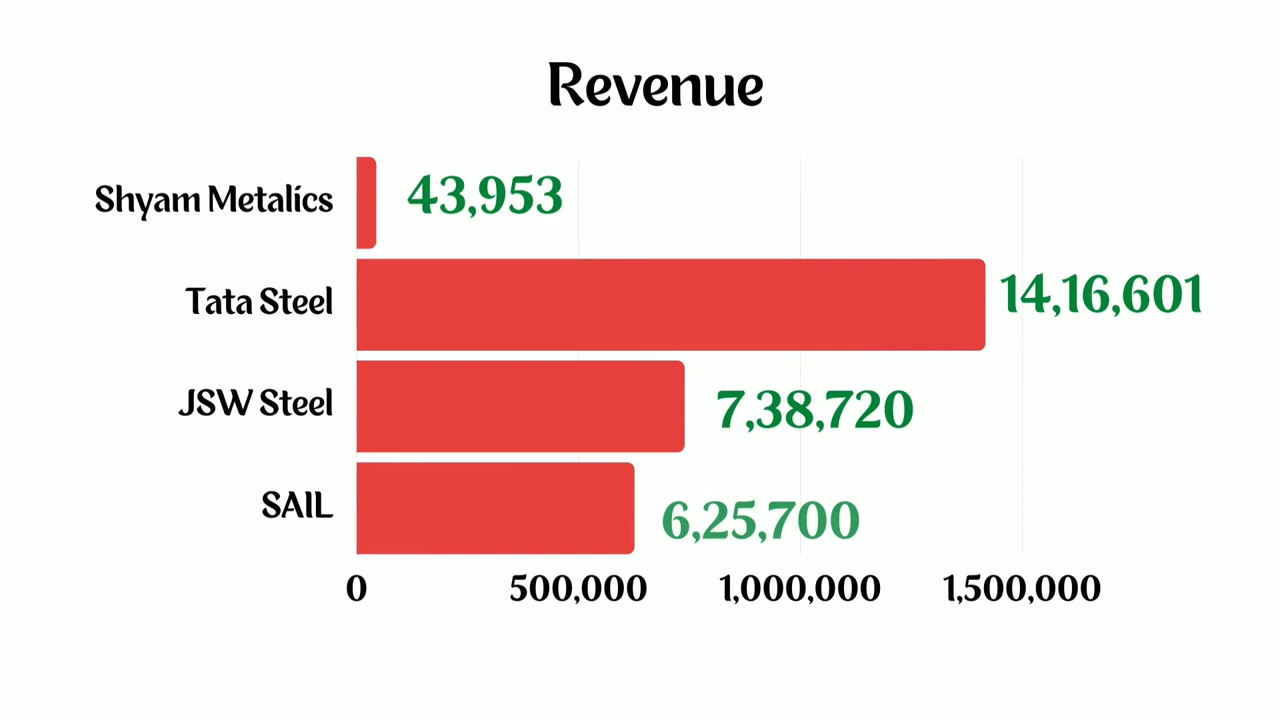 Revenue
Shyam Metalics 43,953
Tata Steel 14,16,601
JSW Steel 7,38,720
SAIL 6,25,700
0 500,000 1,000,000 1,500,000